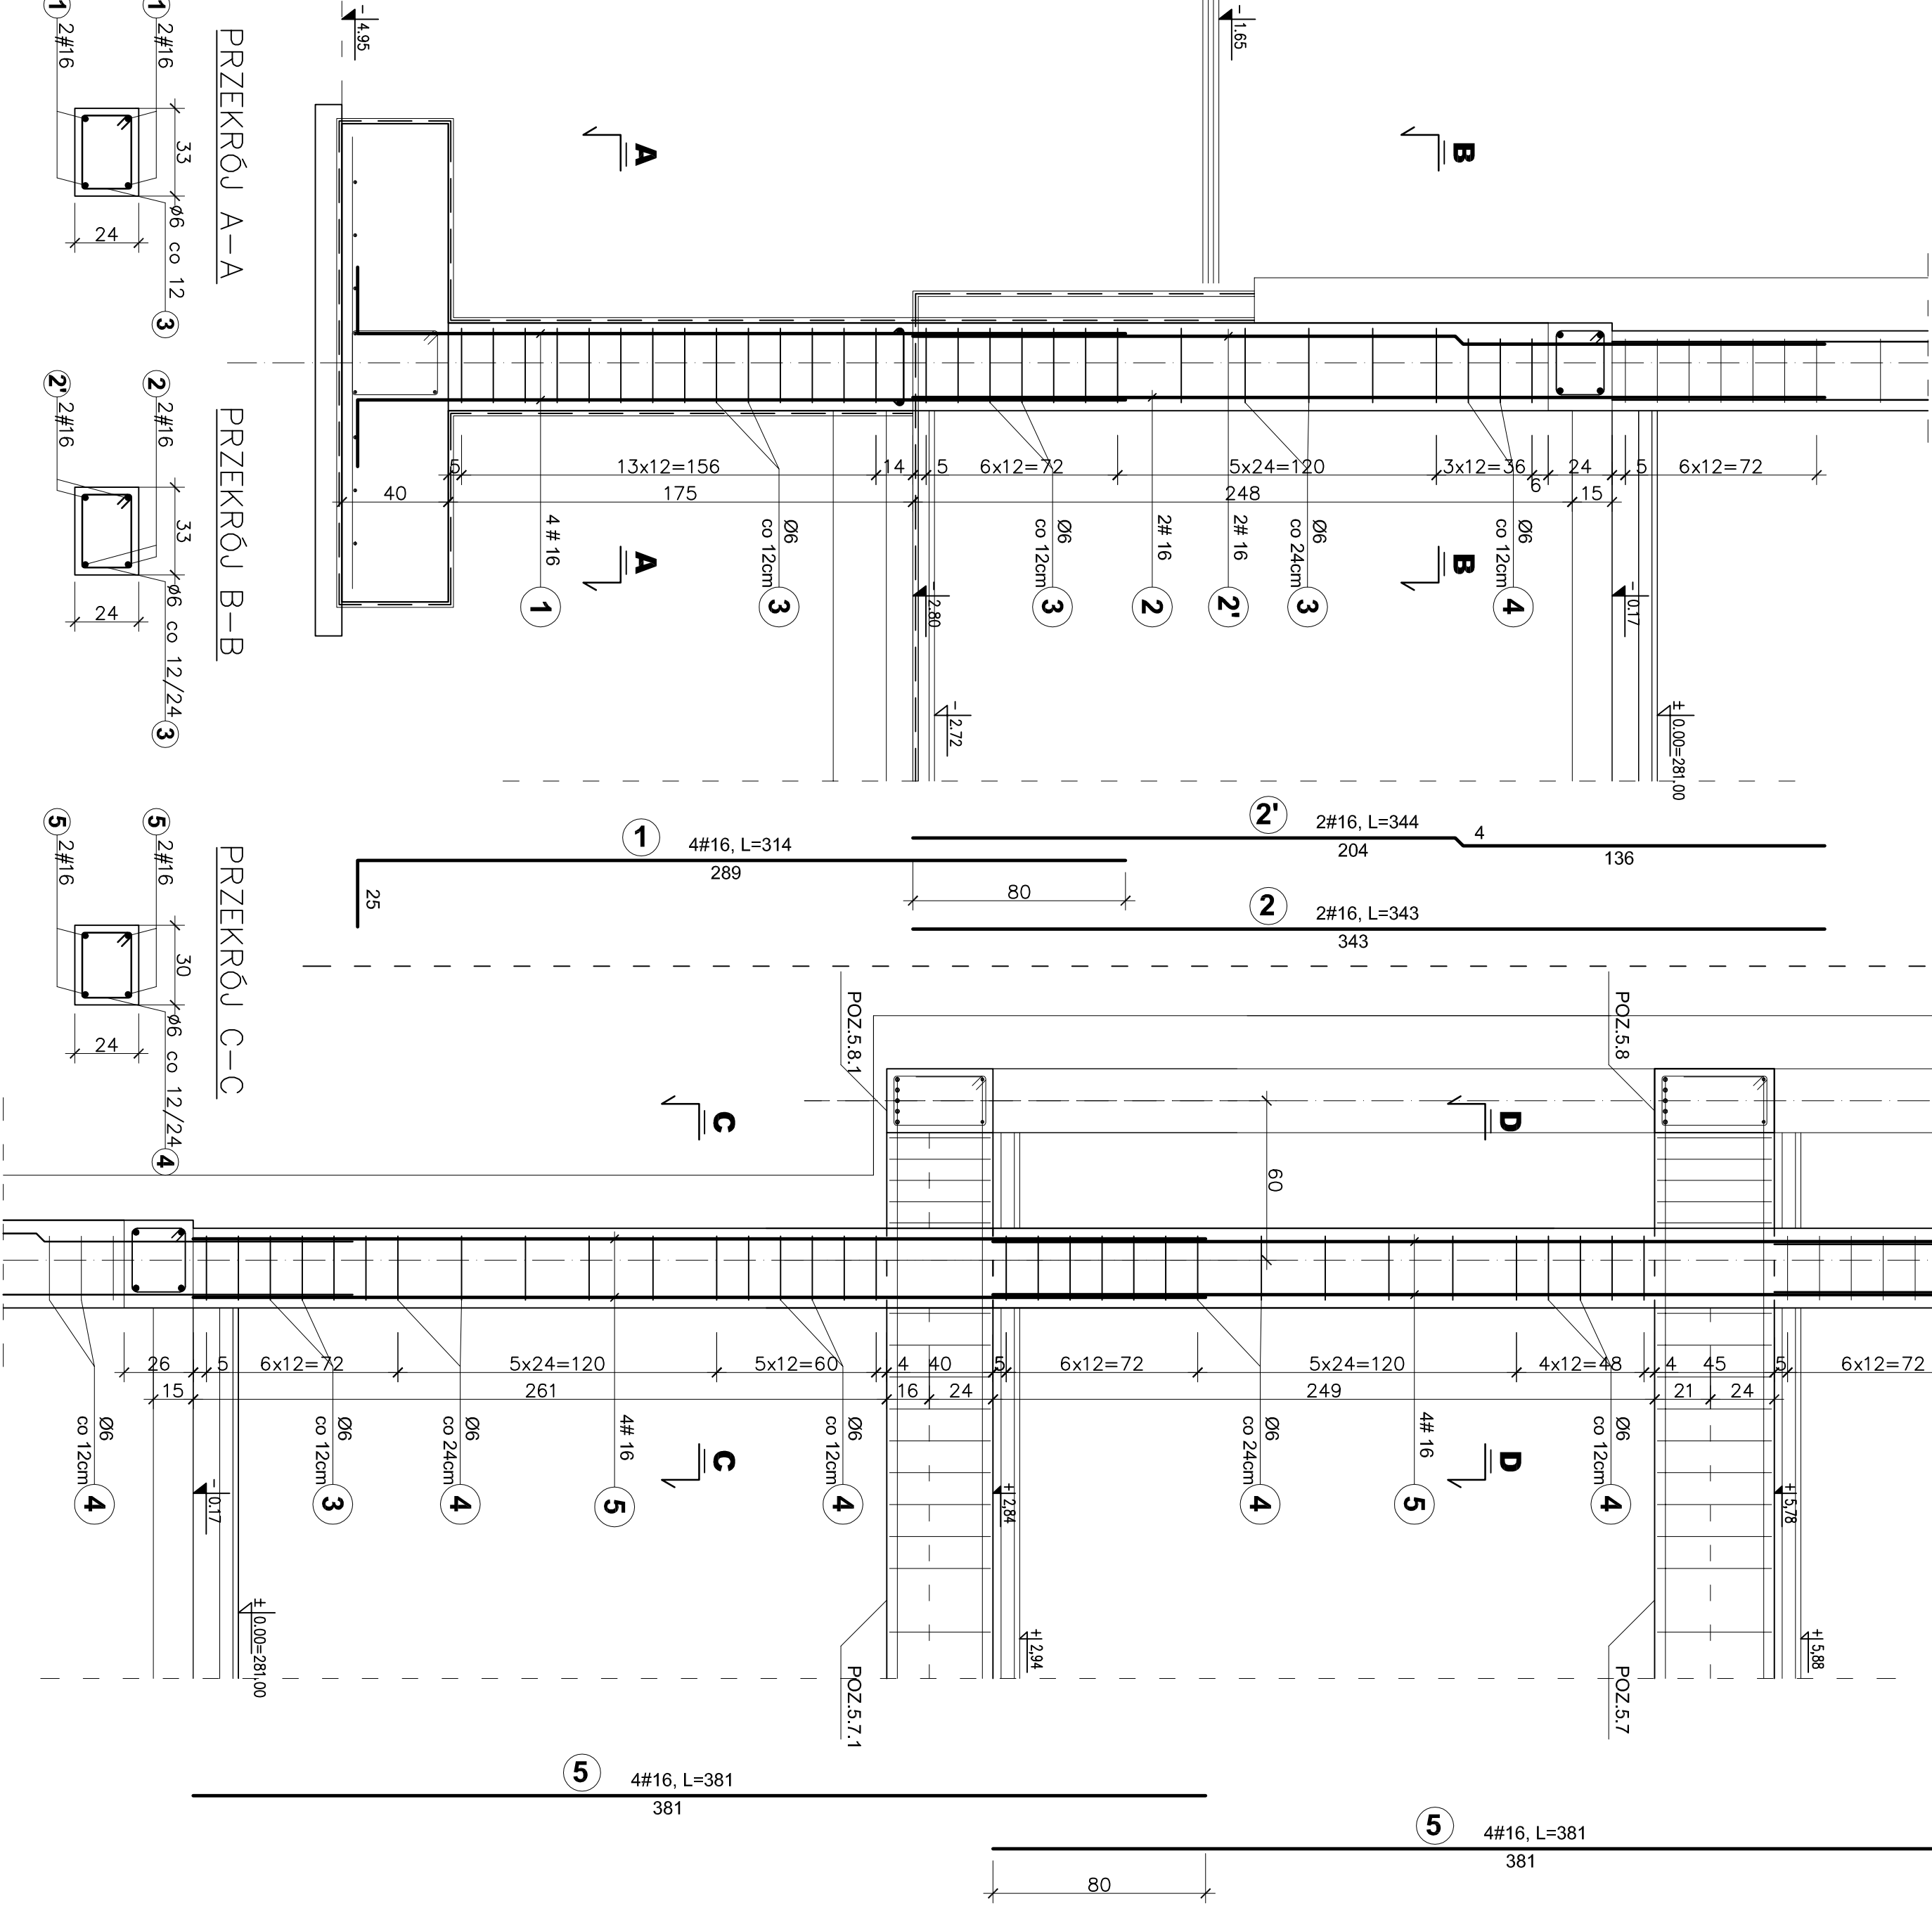 -4.95
-1.65
PRZEKRÓJ A-A
1
2#16
1
2#16
33
24
ø6 co 12
3
A
B
PRZEKRÓJ B-B
2'
2#16
2
2#16
33
24
ø6 co 12/24
3
5
13x12=156
14
5
6x12=72
5x24=120
3x12=36
6
24
5
6x12=72
40
175
248
15
4 # 16
1
Ø6
co 12cm
3
Ø6
co 12cm
3
2# 16
2
2# 16
2'
Ø6
co 24cm
3
Ø6
co 12cm
4
A
B
-2.80
-0.17
-2.72
±0.00=281.00
1
4#16, L=314
289
25
80
2'
2#16, L=344
204
4
136
2
2#16, L=343
343
PRZEKRÓJ C-C
5
2#16
5
2#16
30
24
ø6 co 12/24
4
POZ.5.8.1
POZ.5.8
C
D
60
26
5
6x12=72
5x24=120
5x12=60
4
40
5
6x12=72
5x24=120
4x12=48
4
45
5
6x12=72
15
261
16
24
249
21
24
Ø6
co 12cm
4
Ø6
co 12cm
3
Ø6
co 24cm
4
4# 16
5
Ø6
co 12cm
4
Ø6
co 24cm
4
4# 16
5
Ø6
co 12cm
4
C
D
-0.17
+2,84
+5,78
±0.00=281.00
+2,94
+5,88
POZ.5.7.1
POZ.5.7
5
4#16, L=381
381
5
4#16, L=381
381
80